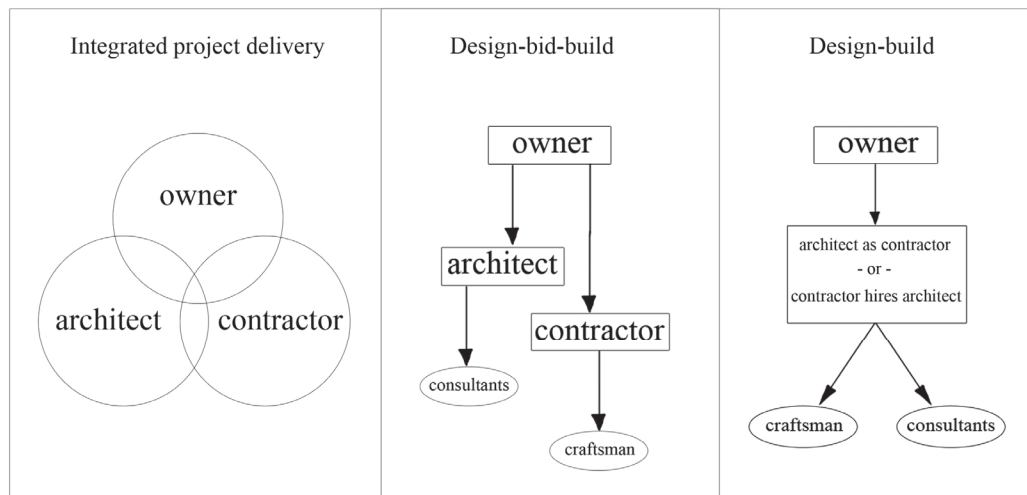 Integrated project delivery
owner
architect
contractor
Design-bid-build
owner
architect
contractor
consultants
craftsman
Design-build
owner
architect as contractor
- or -
contractor hires architect
craftsman
consultants